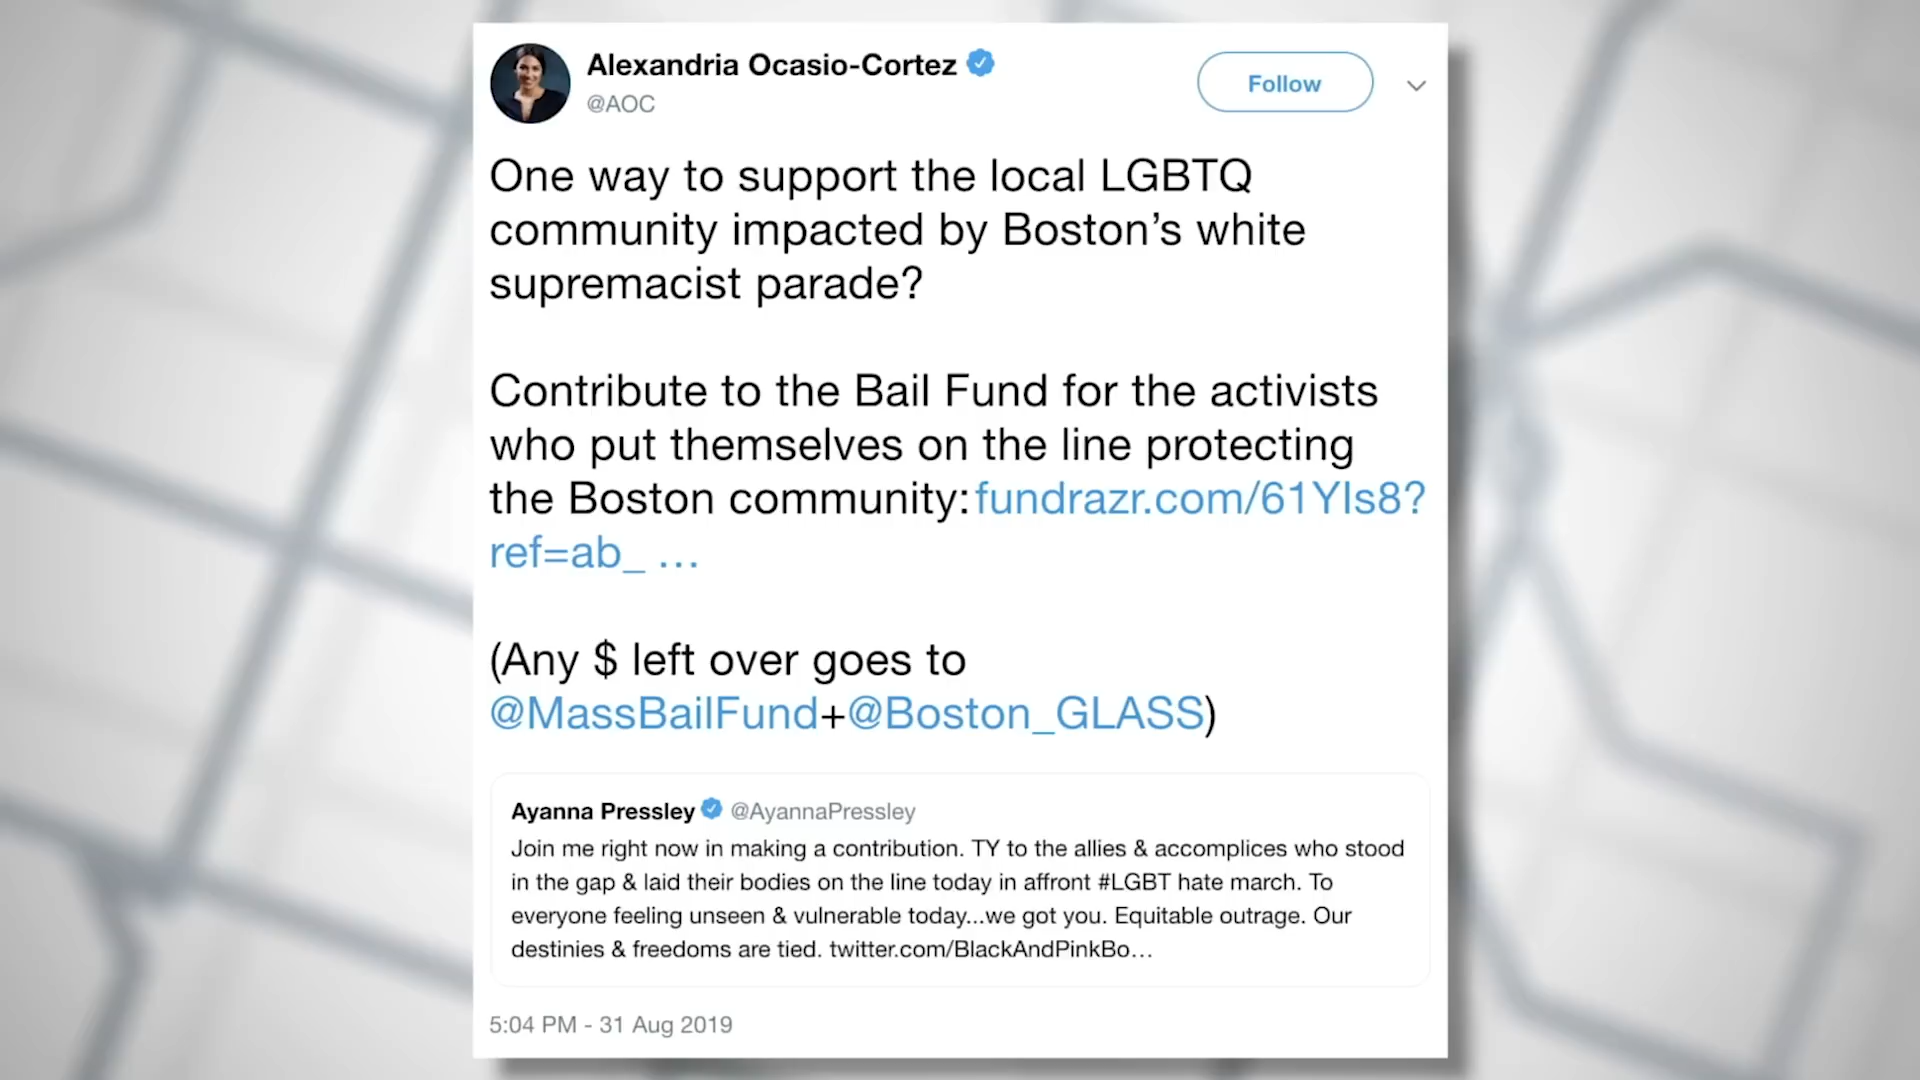 Alexandria Ocasio-Cortez
@AOC
Follow
One way to support the local LGBTQ
community impacted by Boston's white
supremacist parade?
Contribute to the Bail Fund for the activists
who put themselves on the line protecting
the Boston community: fundrazr.com/61YIs8?
ref=ab_ …
(Any $ left over goes to
@MassBailFund+@Boston_GLASS)
Ayanna Pressley @AyannaPressley
Join me right now in making a contribution. TY to the allies & accomplices who stood
in the gap & laid their bodies on the line today in affront #LGBT hate march. To
everyone feeling unseen & vulnerable today...we got you. Equitable outrage. Our
destinies & freedoms are tied. twitter.com/BlackAndPinkBo…
5:04 PM - 31 Aug 2019